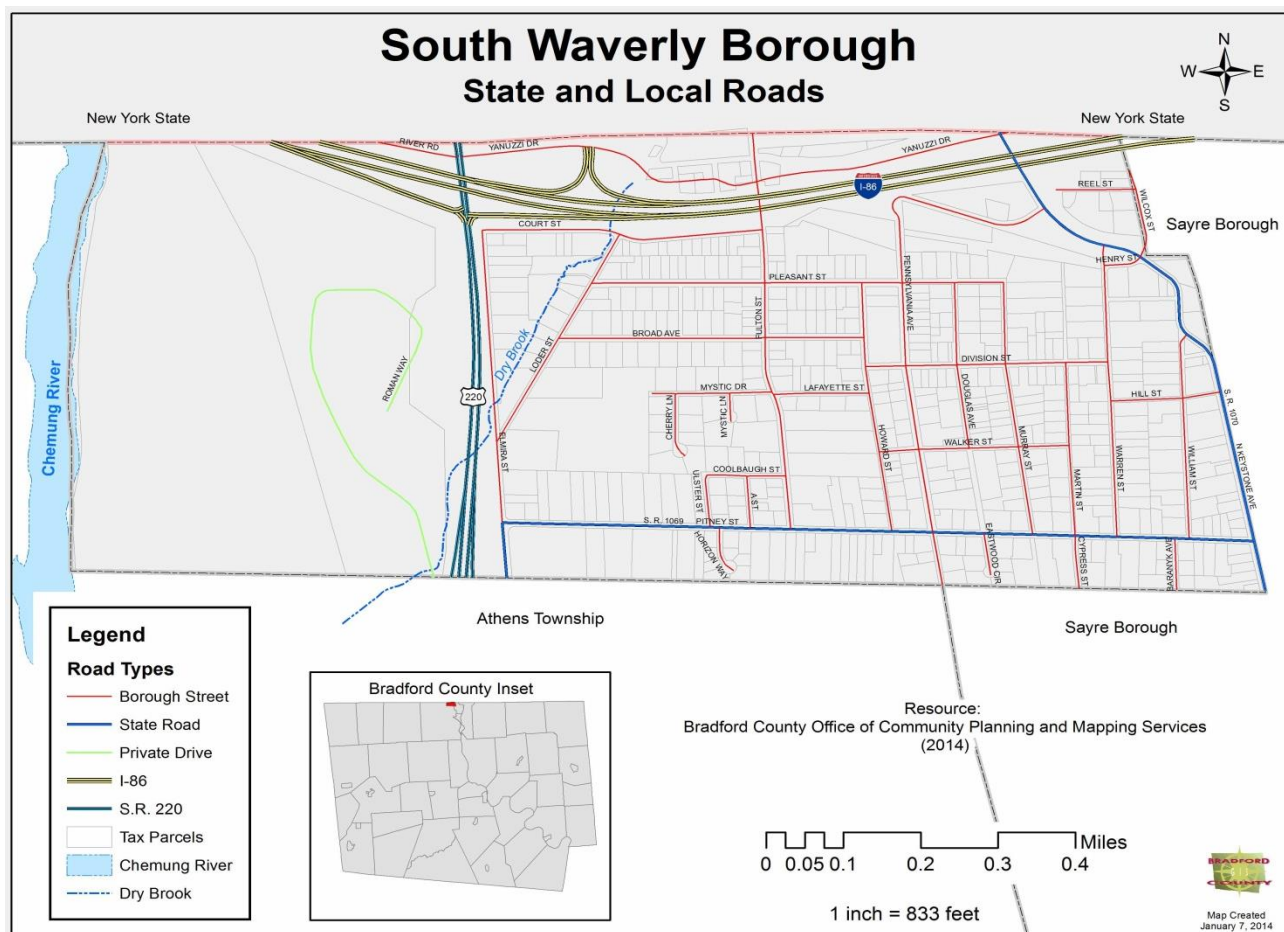 South Waverly Borough
State and Local Roads
N
W E
S
New York State
New York State
RIVER RD
YANUZZI DR
YANUZZI DR
I-86
REEL ST
WILCOX ST
Sayre Borough
COURT ST
HENRY ST
PLEASANT ST
PENNSYLVANIA AVE
FULTON ST
BROAD AVE
LODER ST
Dry Brook
DIVISION ST
ROMAN WAY
220
MYSTIC DR
LAFAYETTE ST
DOUGLAS AVE
HILL ST
S. R. 1070
N KEYSTONE AVE
Chemung River
CHERRY LN
MYSTIC LN
ELMIRA ST
HOWARD ST
WALKER ST
MURRAY ST
WARREN ST
WILLIAM ST
COOLBAUGH ST
ULSTER ST
A ST
MARTIN ST
S. R. 1069 PITNEY ST
HORIZON WAY
EASTWOOD CIR
CYPRESS ST
BARANYK AVE
Athens Township
Sayre Borough
Legend
Road Types
Borough Street
State Road
Private Drive
I-86
S.R. 220
Tax Parcels
Chemung River
Dry Brook
Bradford County Inset
Resource:
Bradford County Office of Community Planning and Mapping Services
(2014)
Miles
0 0.05 0.1 0.2 0.3 0.4
1 inch = 833 feet
BRADFORD
COUNTY
Map Created
January 7, 2014